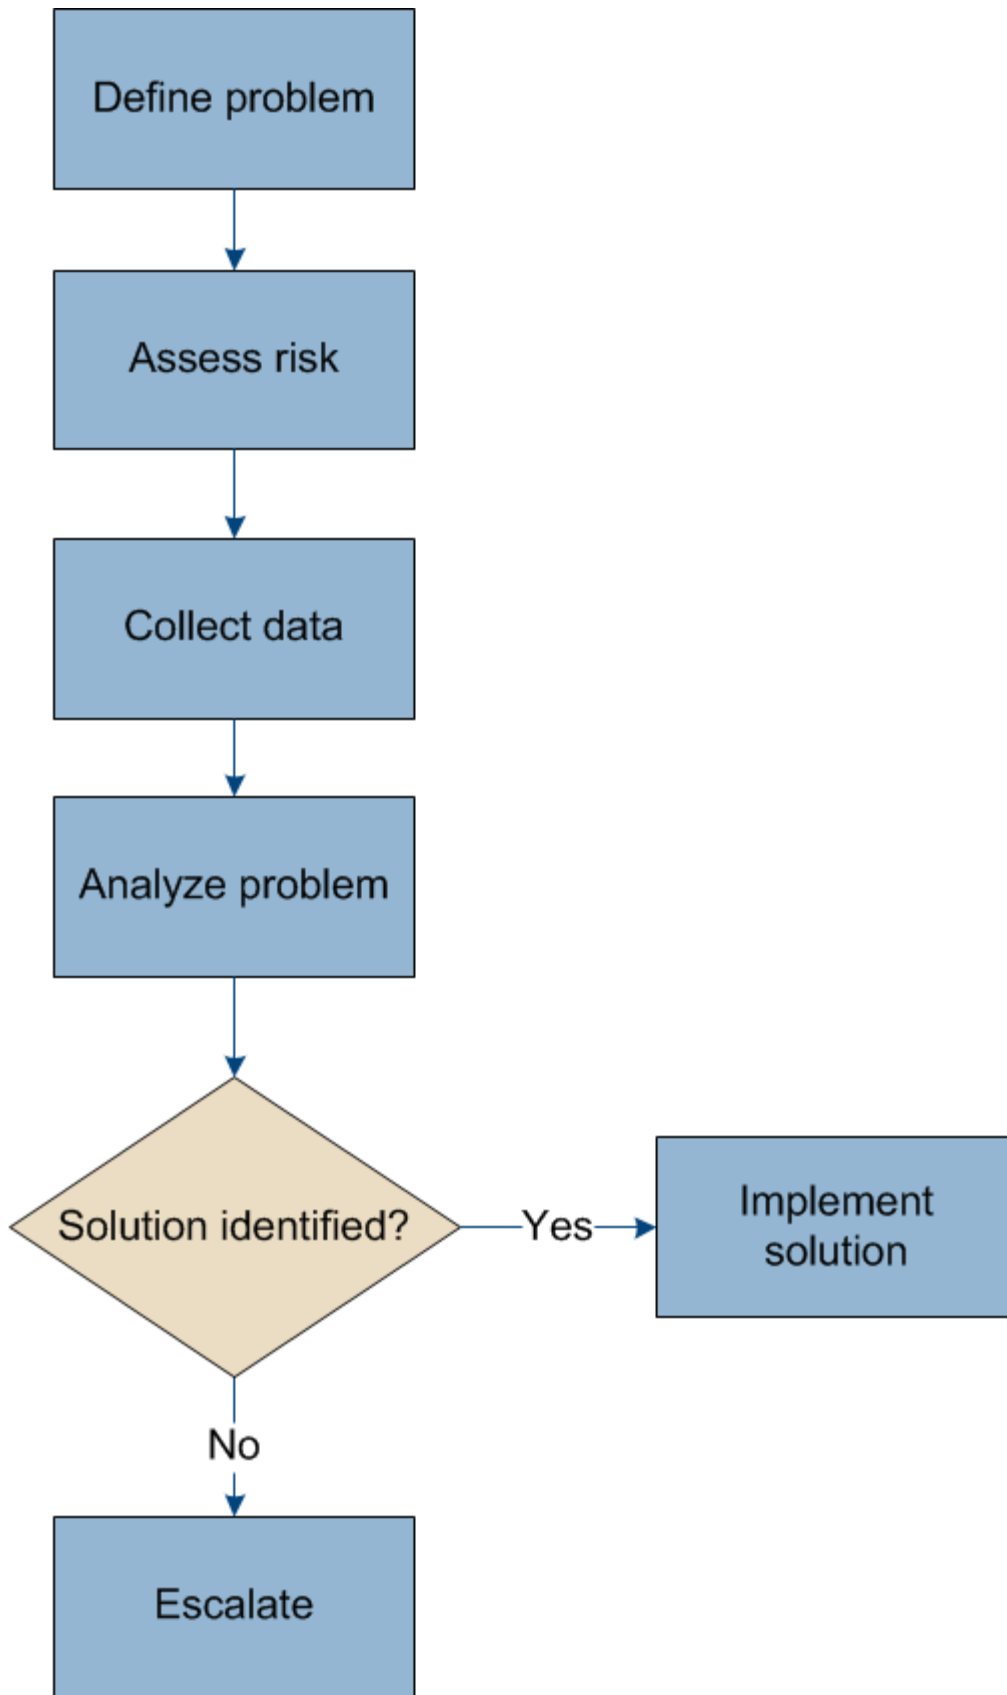 Define problem
Assess risk
Collect data
Analyze problem
Solution identified?
Yes
Implement
solution
No
Escalate